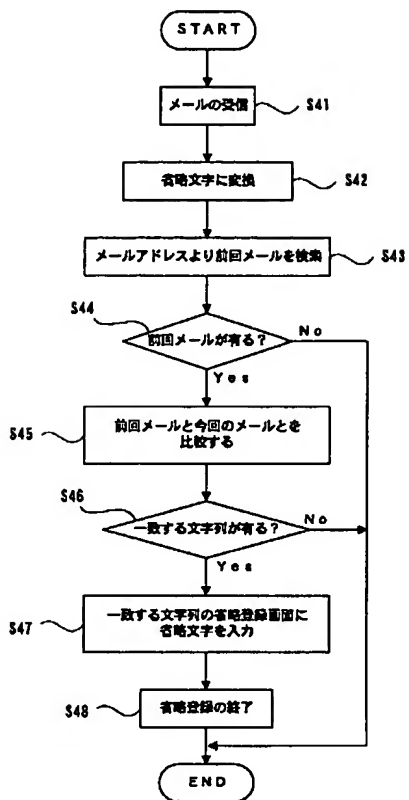 START
メールの受信
S41
省略文字に変換
S42
メールアドレスより前回メールを検索
S43
S44
前回メールが有る？
No
Yes
S45
前回メールと今回のメールとを
比較する
S46
一致する文字列が有る？
No
Yes
S47
一致する文字列の省略登録画面に
省略文字を入力
S48
省略登録の終了
END